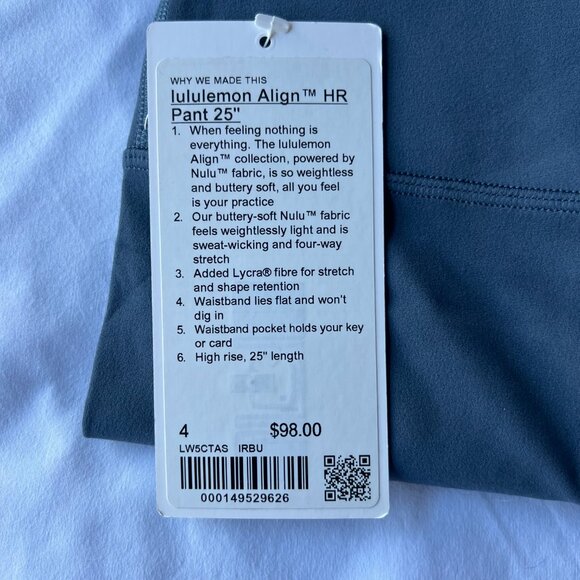 WHY WE MADE THIS
lululemon Align™ HR
Pant 25"
1. When feeling nothing is
everything. The lululemon
Align™ collection, powered by
Nulu™ fabric, is so weightless
and buttery soft, all you feel
is your practice
2. Our buttery-soft Nulu™ fabric
feels weightlessly light and is
sweat-wicking and four-way
stretch
3. Added Lycra® fibre for stretch
and shape retention
4. Waistband lies flat and won't
dig in
5. Waistband pocket holds your key
or card
6. High rise, 25" length
4 $98.00
LW5CTAS IRBU
000149529626